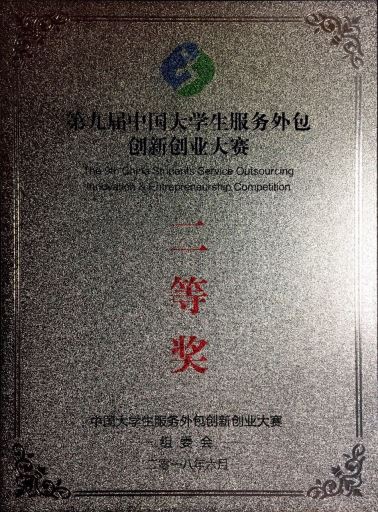 第九届中国大学生服务外包
创新创业大赛
The 9th China Students Service Outsourcing
Innovation & Entrepreneurship Competition
二
等
奖
中国大学生服务外包创新创业大赛
组委会
二零一八年六月